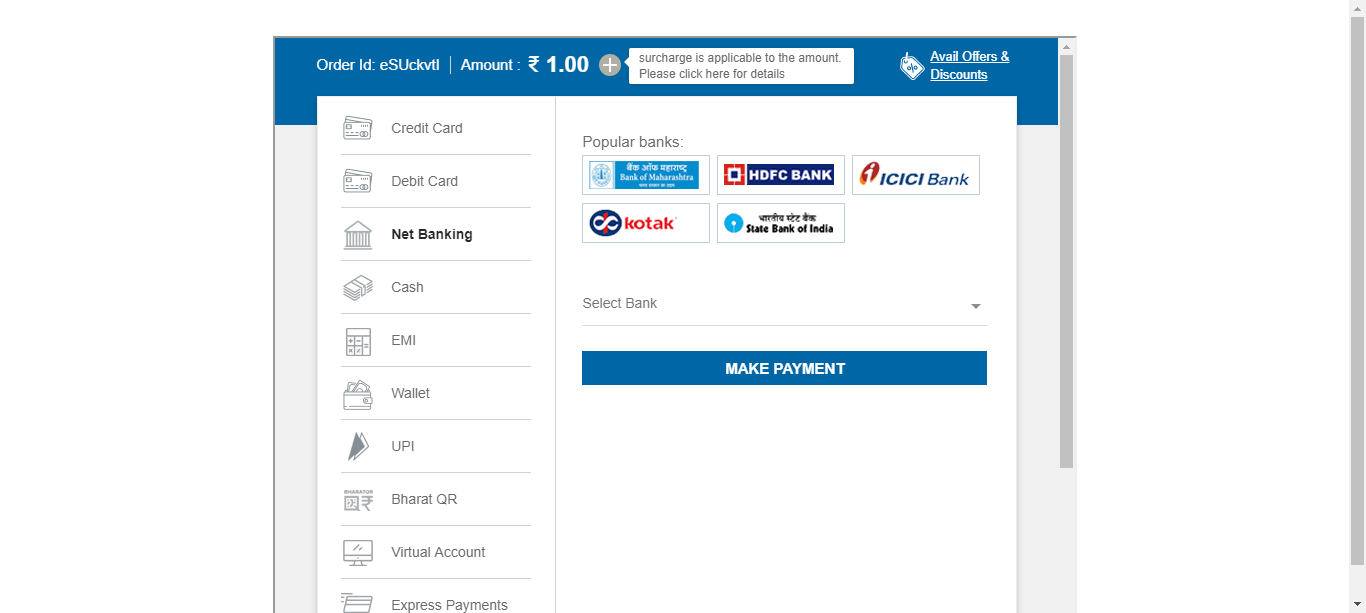 Order Id: eSUckvtI
Amount : ₹ 1.00
surcharge is applicable to the amount.
Please click here for details
Avail Offers &
Discounts
Credit Card
Debit Card
Net Banking
Cash
EMI
Wallet
UPI
BHARATQR
Bharat QR
Virtual Account
Express Payments
Popular banks:
बैंक ऑफ महाराष्ट्र
Bank of Maharashtra
HDFC BANK
ICICI Bank
kotak
भारतीय स्टेट बैंक
State Bank of India
Select Bank
MAKE PAYMENT